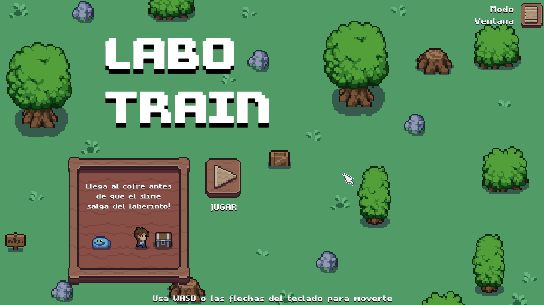 Modo
Ventana
LABO
TRAIN
Llega al cofre antes
de que el slime
salga del laberinto!
JUGAR
Usa WASD o las flechas del teclado para moverte